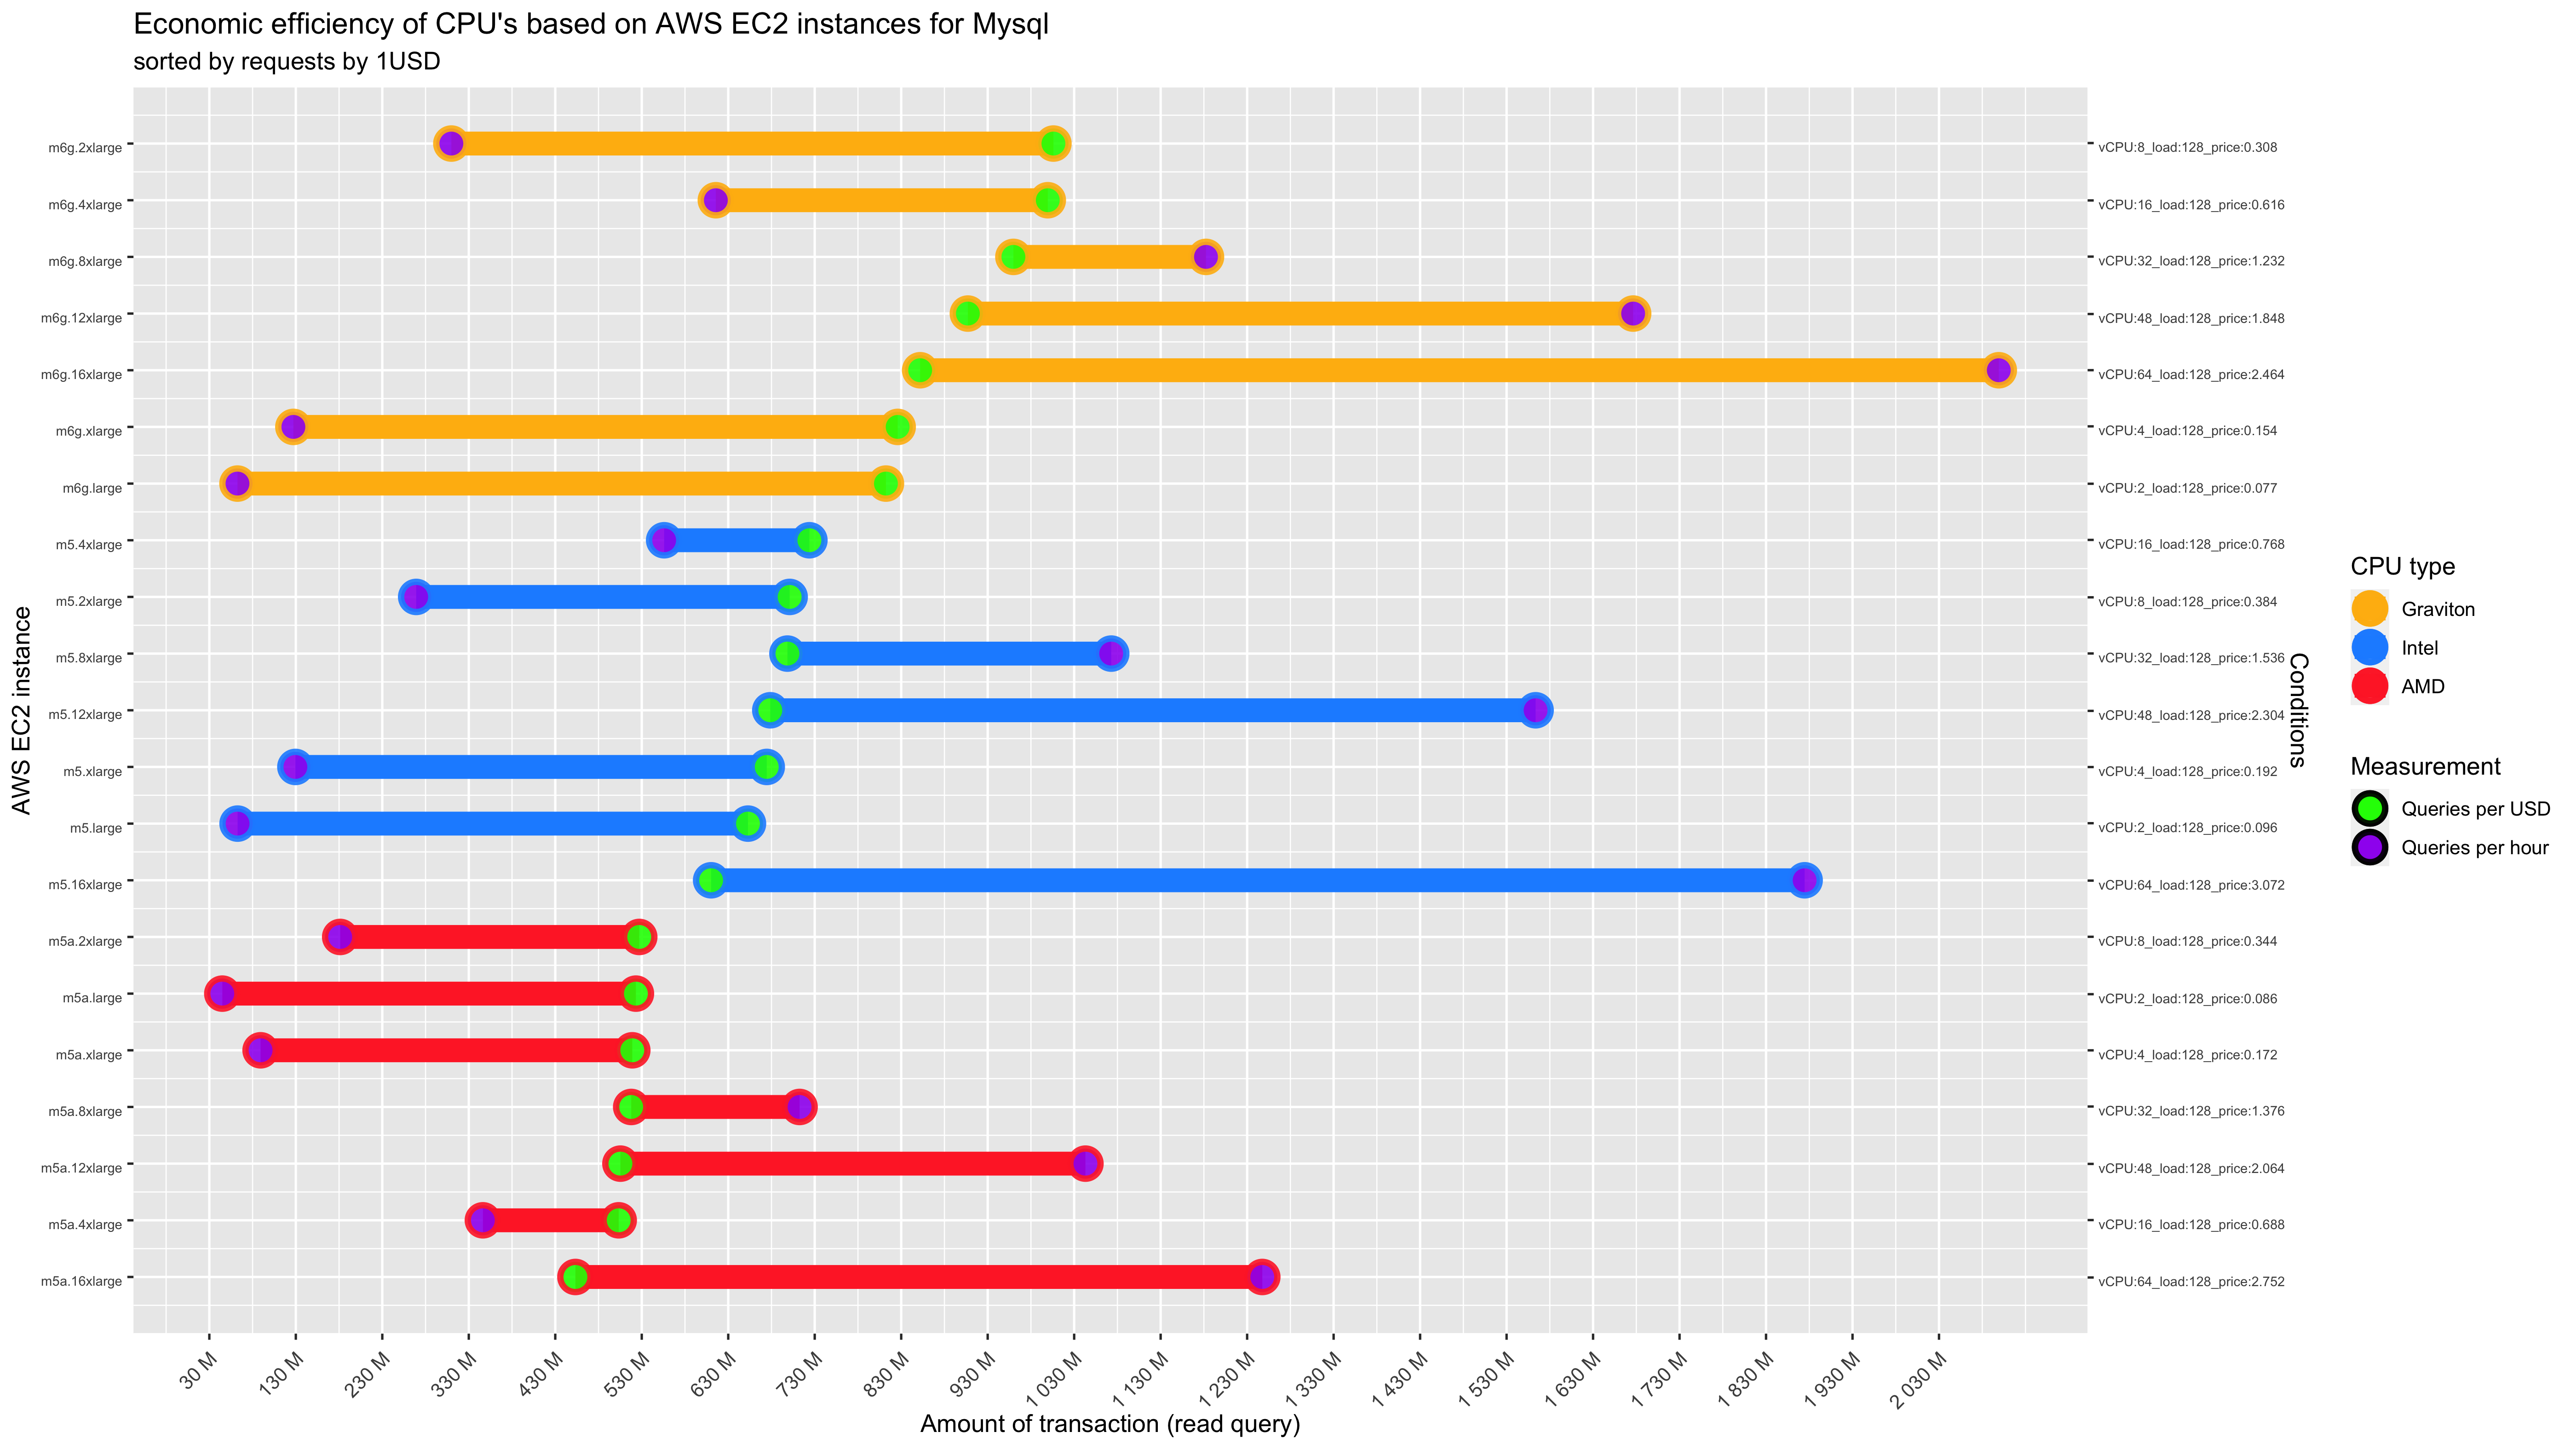 Economic efficiency of CPU's based on AWS EC2 instances for Mysql
sorted by requests by 1USD
AWS EC2 instance
m6g.2xlarge
m6g.4xlarge
m6g.8xlarge
m6g.12xlarge
m6g.16xlarge
m6g.xlarge
m6g.large
m5.4xlarge
m5.2xlarge
m5.8xlarge
m5.12xlarge
m5.xlarge
m5.large
m5.16xlarge
m5a.2xlarge
m5a.large
m5a.xlarge
m5a.8xlarge
m5a.12xlarge
m5a.4xlarge
m5a.16xlarge
vCPU:8_load:128_price:0.308
vCPU:16_load:128_price:0.616
vCPU:32_load:128_price:1.232
vCPU:48_load:128_price:1.848
vCPU:64_load:128_price:2.464
vCPU:4_load:128_price:0.154
vCPU:2_load:128_price:0.077
vCPU:16_load:128_price:0.768
vCPU:8_load:128_price:0.384
vCPU:32_load:128_price:1.536
vCPU:48_load:128_price:2.304
vCPU:4_load:128_price:0.192
vCPU:2_load:128_price:0.096
vCPU:64_load:128_price:3.072
vCPU:8_load:128_price:0.344
vCPU:2_load:128_price:0.086
vCPU:4_load:128_price:0.172
vCPU:32_load:128_price:1.376
vCPU:48_load:128_price:2.064
vCPU:16_load:128_price:0.688
vCPU:64_load:128_price:2.752
Conditions
CPU type
Graviton
Intel
AMD
Measurement
Queries per USD
Queries per hour
30 M
130 M
230 M
330 M
430 M
530 M
630 M
730 M
830 M
930 M
1 030 M
1 130 M
1 230 M
1 330 M
1 430 M
1 530 M
1 630 M
1 730 M
1 830 M
1 930 M
2 030 M
Amount of transaction (read query)